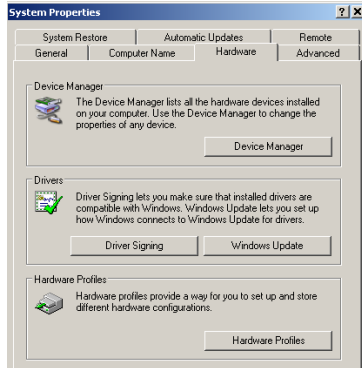 System Properties
System Restore Automatic Updates Remote
General Computer Name Hardware Advanced
Device Manager
The Device Manager lists all the hardware devices installed
on your computer. Use the Device Manager to change the
properties of any device.
Device Manager
Drivers
Driver Signing lets you make sure that installed drivers are
compatible with Windows. Windows Update lets you set up
how Windows connects to Windows Update for drivers.
Driver Signing Windows Update
Hardware Profiles
Hardware profiles provide a way for you to set up and store
different hardware configurations.
Hardware Profiles